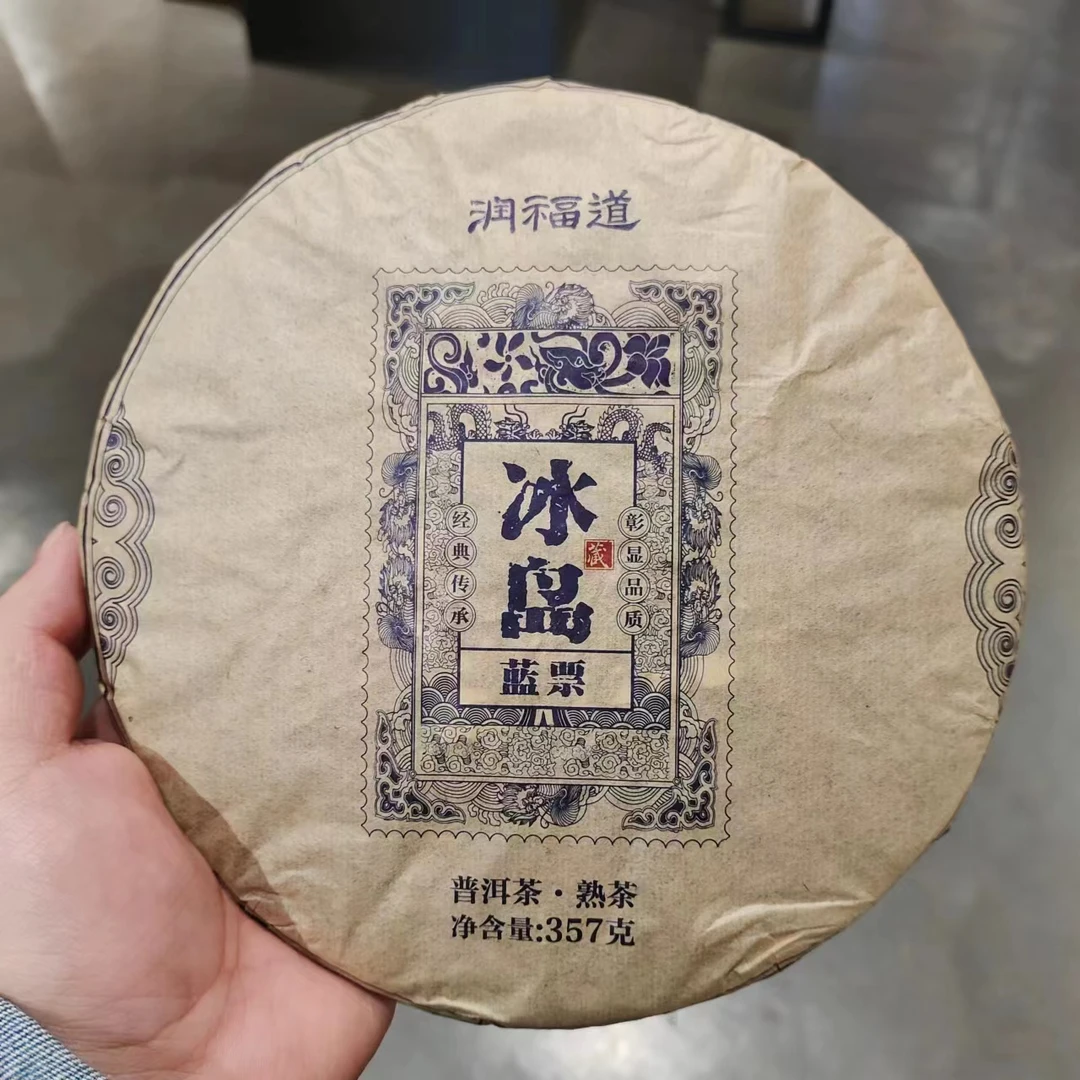 润福道
冰岛
藏
经典传承
彰显品质
蓝票
普洱茶·熟茶
净含量:357克